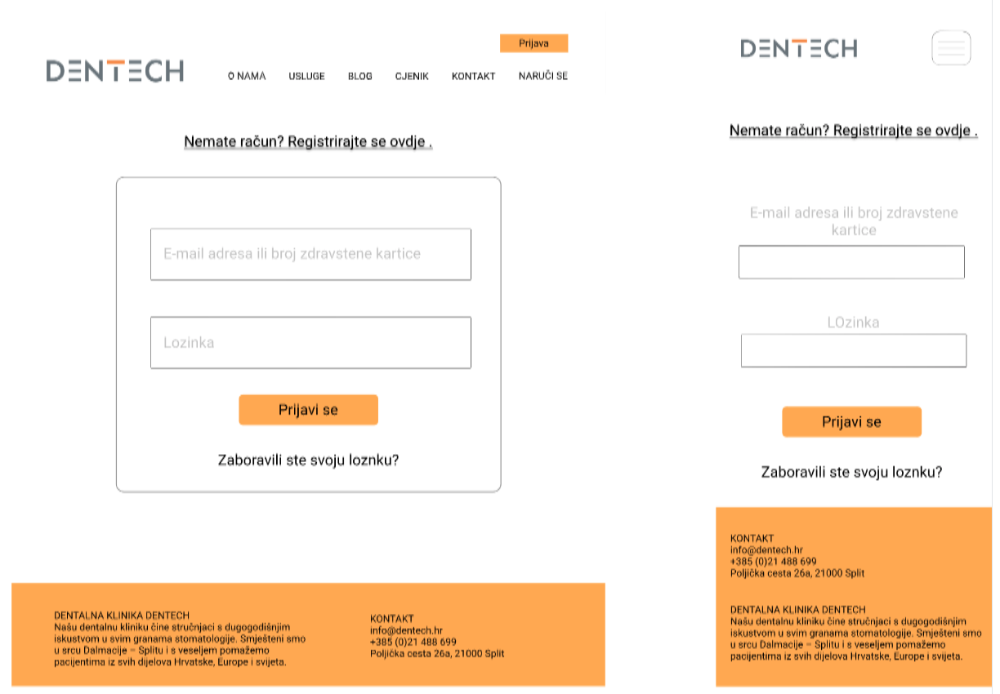 Prijava
DENTECH
O NAMA USLUGE BLOG CJENIK KONTAKT NARUČI SE
Nemate račun? Registrirajte se ovdje .
E-mail adresa ili broj zdravstene kartice
Lozinka
Prijavi se
Zaboravili ste svoju loznku?
DENTALNA KLINIKA DENTECH
Našu dentalnu kliniku čine stručnjaci s dugogodišnjim
iskustvom u svim granama stomatologije. Smješteni smo
u srcu Dalmacije – Splitu i s veseljem pomažemo
pacijentima iz svih dijelova Hrvatske, Europe i svijeta.
KONTAKT
info@dentech.hr
+385 (0)21 488 699
Poljička cesta 26a, 21000 Split
DENTECH
Nemate račun? Registrirajte se ovdje .
E-mail adresa ili broj zdravstene
kartice
LOzinka
Prijavi se
Zaboravili ste svoju loznku?
KONTAKT
info@dentech.hr
+385 (0)21 488 699
Poljička cesta 26a, 21000 Split
DENTALNA KLINIKA DENTECH
Našu dentalnu kliniku čine stručnjaci s dugogodišnjim
iskustvom u svim granama stomatologije. Smješteni smo
u srcu Dalmacije – Splitu i s veseljem pomažemo
pacijentima iz svih dijelova Hrvatske, Europe i svijeta.